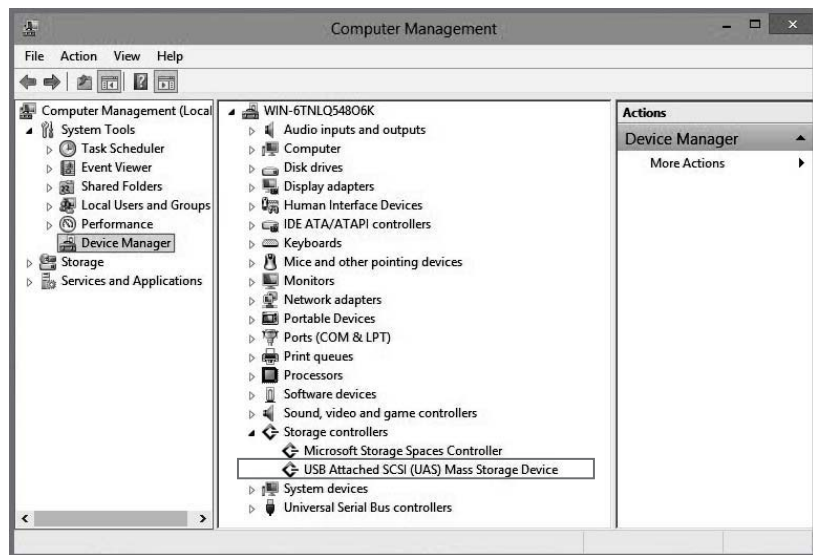 Computer Management
File Action View Help
Computer Management (Local
System Tools
Task Scheduler
Event Viewer
Shared Folders
Local Users and Groups
Performance
Device Manager
Storage
Services and Applications
WIN-6TNLQ548O6K
Audio inputs and outputs
Computer
Disk drives
Display adapters
Human Interface Devices
IDE ATA/ATAPI controllers
Keyboards
Mice and other pointing devices
Monitors
Network adapters
Portable Devices
Ports (COM & LPT)
Print queues
Processors
Software devices
Sound, video and game controllers
Storage controllers
Microsoft Storage Spaces Controller
USB Attached SCSI (UAS) Mass Storage Device
System devices
Universal Serial Bus controllers
Actions
Device Manager
More Actions